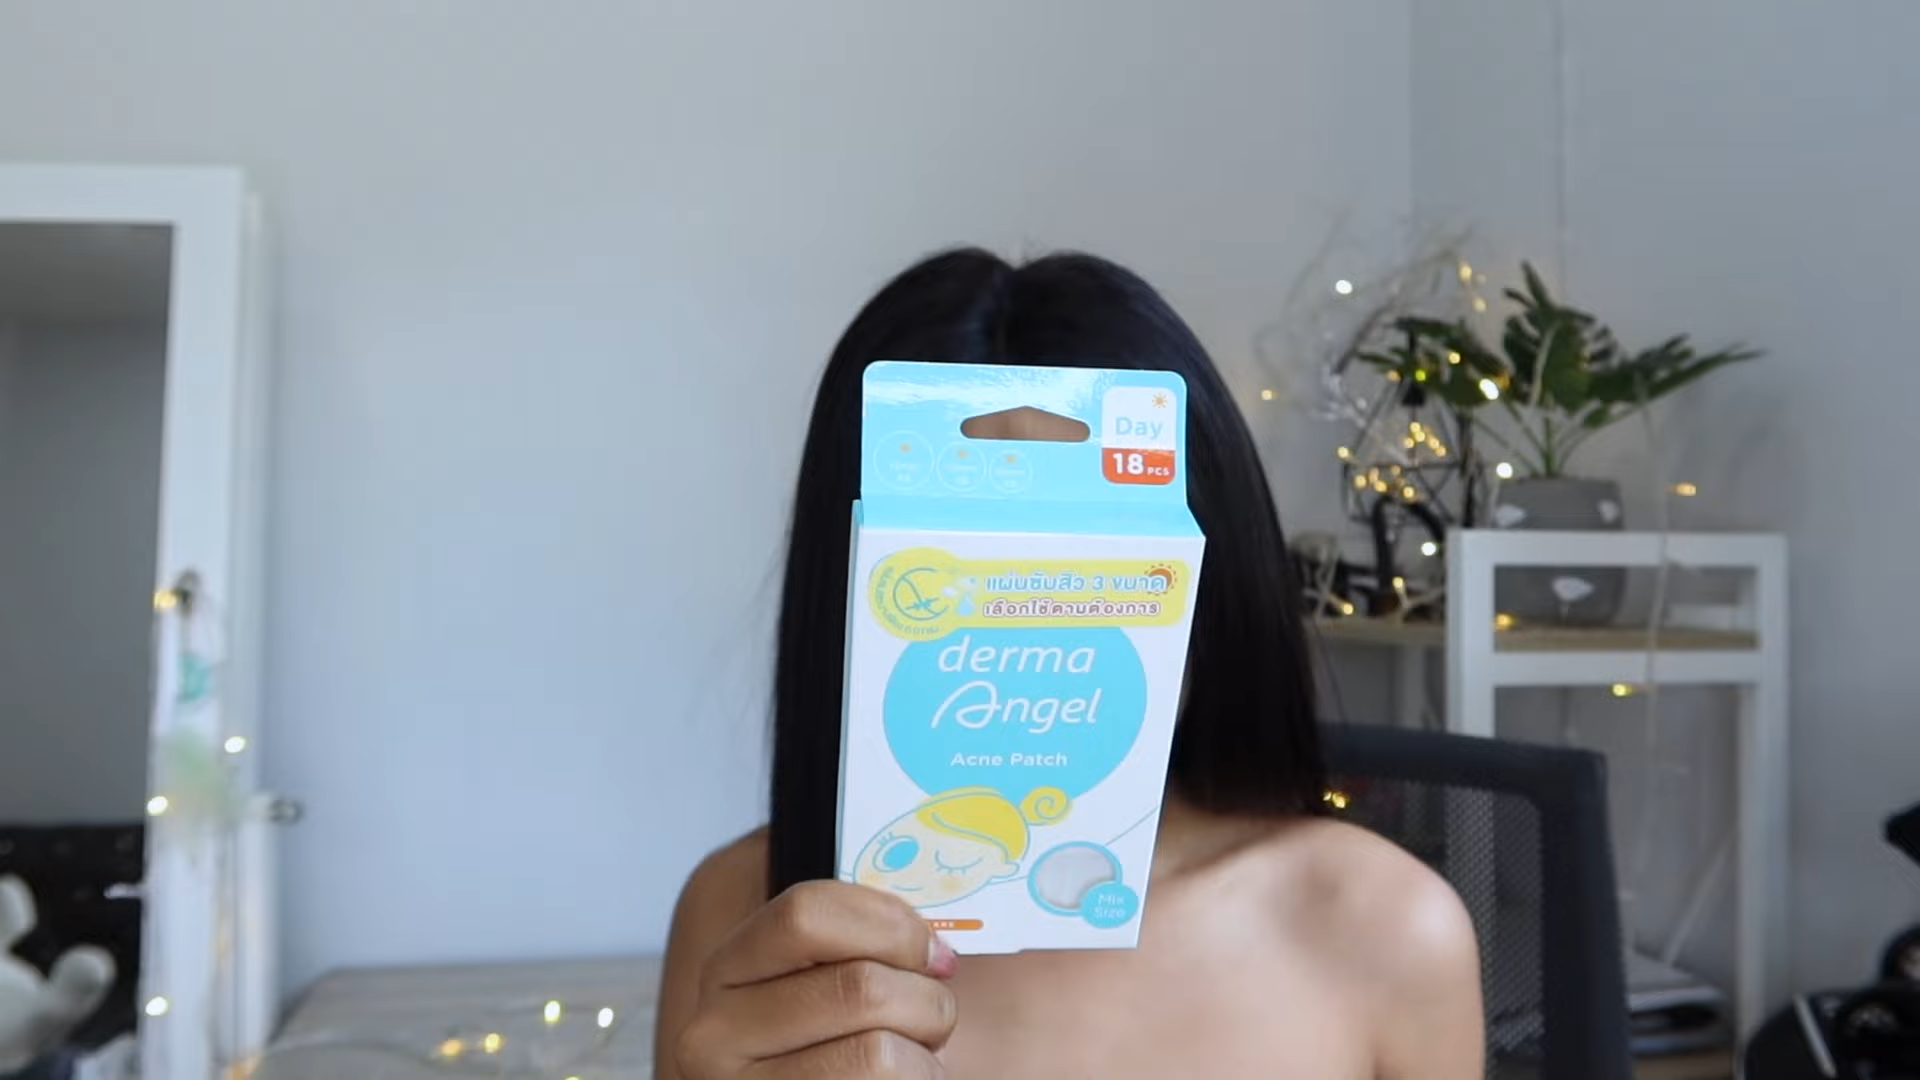 Day
18 PCS
แผ่นซับสิว 3 ขนาด
เลือกใช้ตามต้องการ
derma
Angel
Acne Patch
Mix
Size